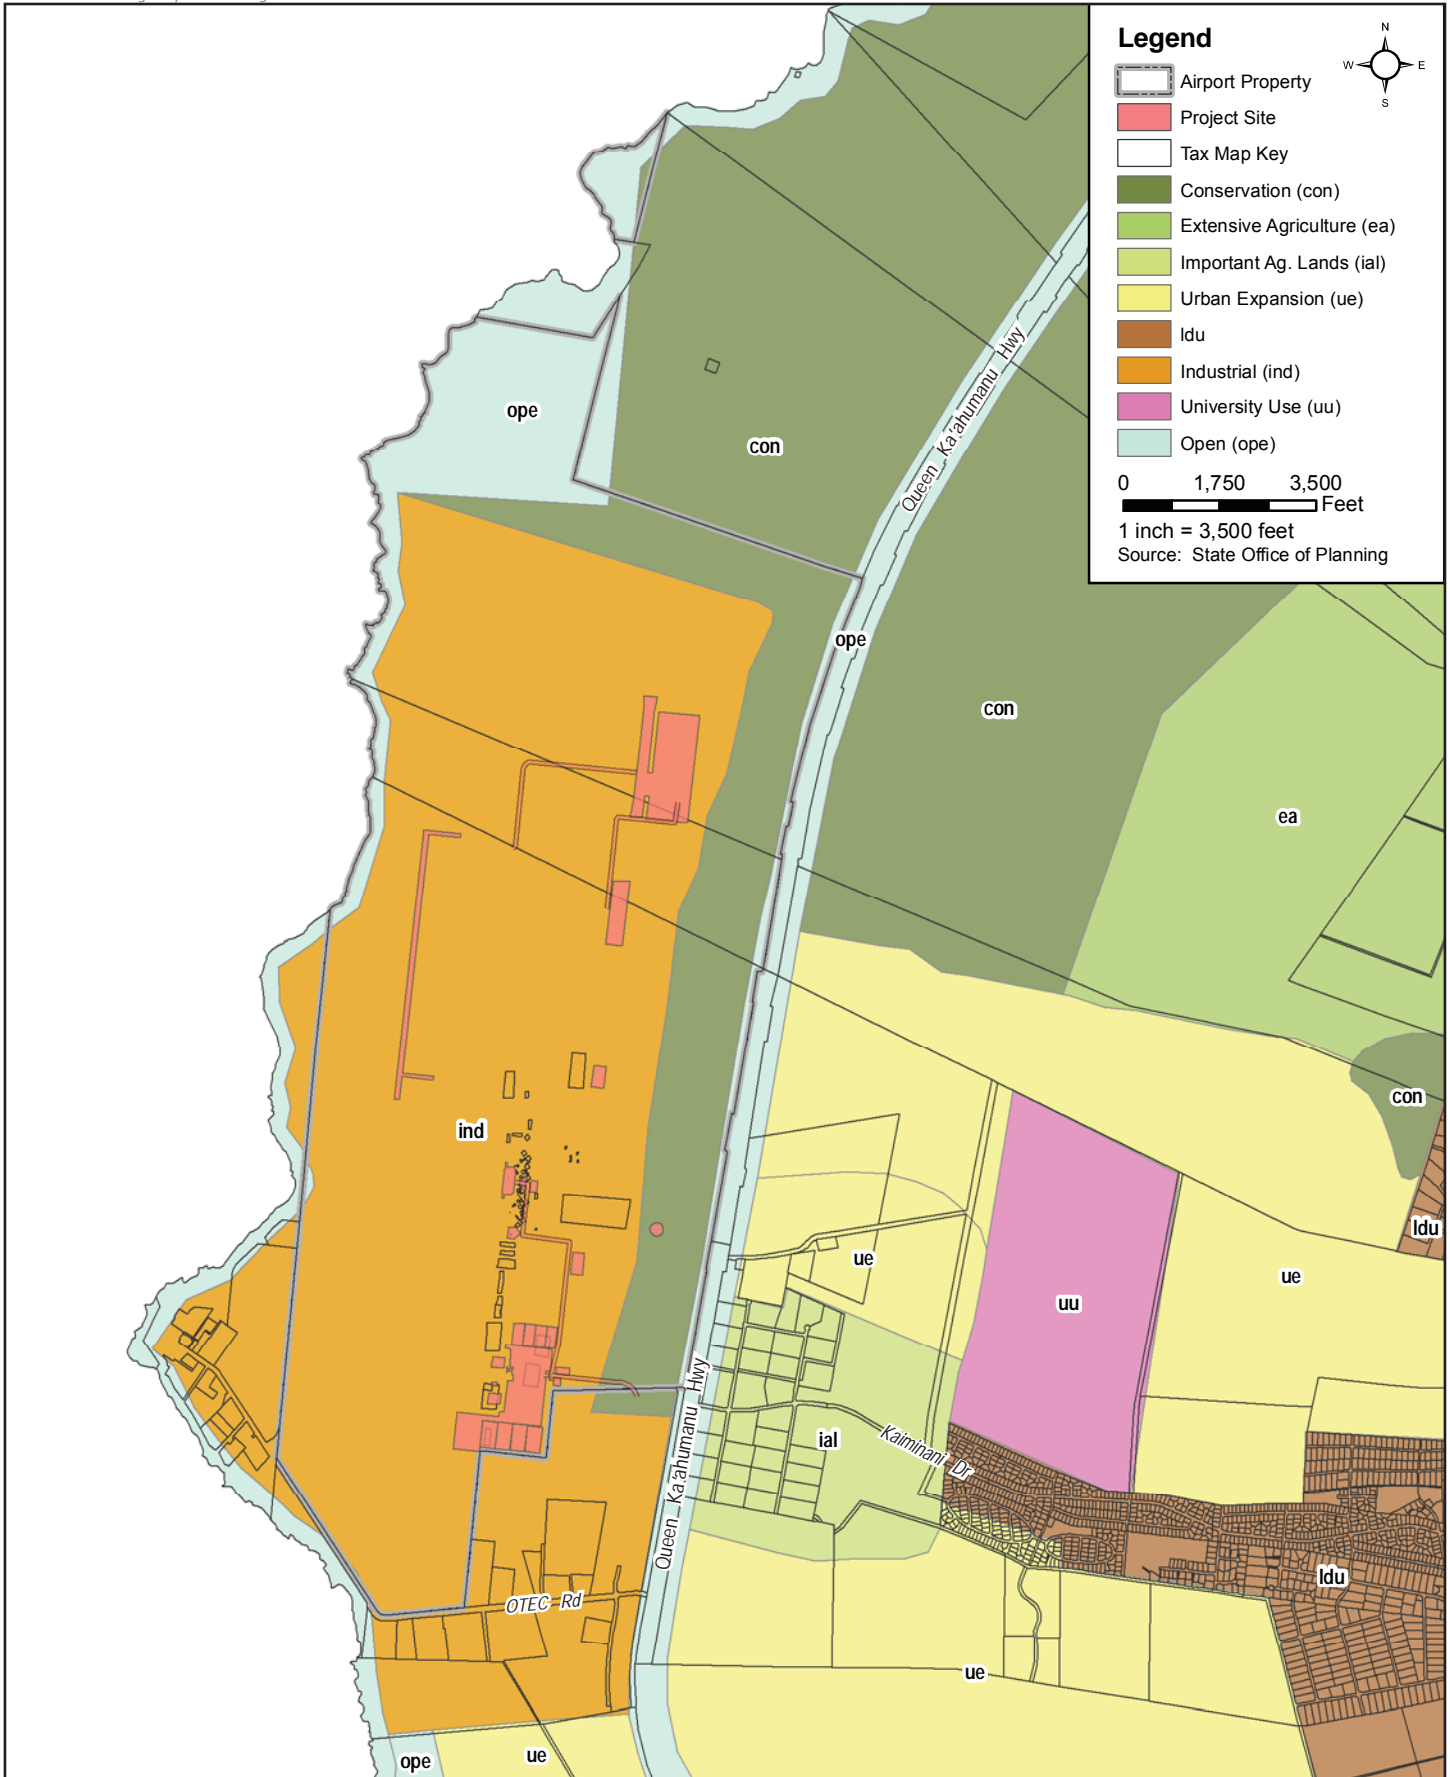 Legend
N
W
E
S
Airport Property
Project Site
Tax Map Key
Conservation (con)
Extensive Agriculture (ea)
Important Ag. Lands (ial)
Urban Expansion (ue)
ldu
Industrial (ind)
University Use (uu)
Open (ope)
0 1,750 3,500
Feet
1 inch = 3,500 feet
Source: State Office of Planning
Queen Ka'ahumanu Hwy
ope
con
ope
con
ea
con
ind
ldu
ue
ue
uu
Queen Ka'ahumanu Hwy
ial
Kaiminani Dr
ldu
OTEC Rd
ue
ope
ue